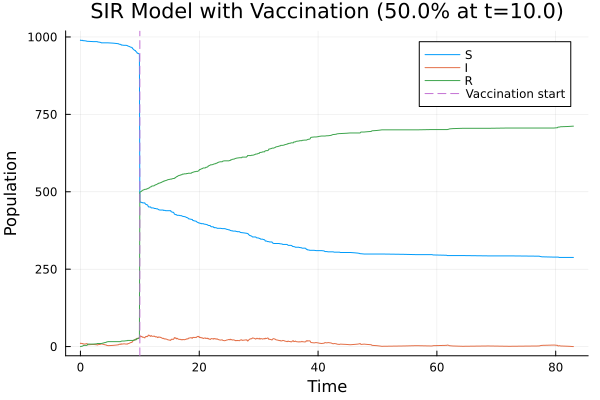 SIR Model with Vaccination (50.0% at t=10.0)
1000
750
500
250
0
Population
S
I
R
Vaccination start
0
20
40
60
80
Time